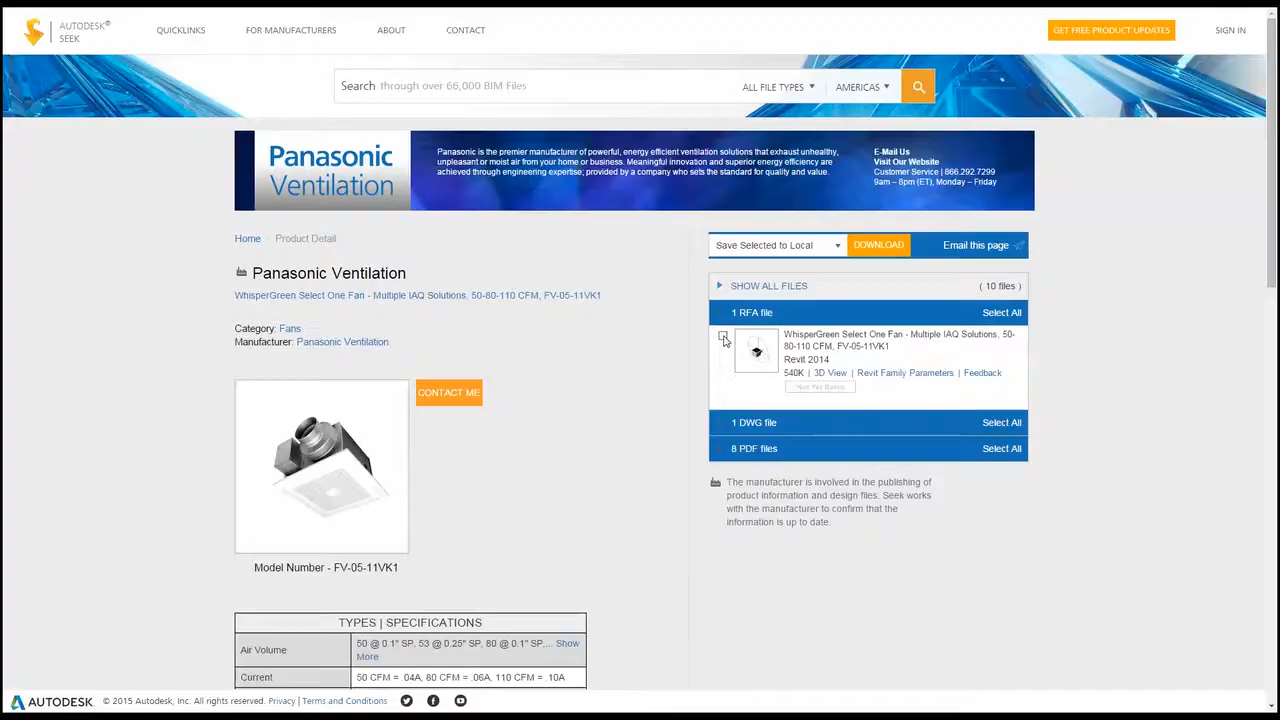 AUTODESK®
SEEK
QUICKLINKS
FOR MANUFACTURERS
ABOUT
CONTACT
GET FREE PRODUCT UPDATES
SIGN IN
Search through over 66,000 BIM Files
ALL FILE TYPES
AMERICAS
Panasonic
Ventilation
Panasonic is the premier manufacturer of powerful, energy efficient ventilation solutions that exhaust unhealthy,
unpleasant or moist air from your home or business. Meaningful innovation and superior energy efficiency are
achieved through engineering expertise; provided by a company who sets the standard for quality and value.
E-Mail Us
Visit Our Website
Customer Service | 866.292.7299
9am – 8pm (ET), Monday – Friday
Home
Product Detail
Panasonic Ventilation
WhisperGreen Select One Fan - Multiple IAQ Solutions, 50-80-110 CFM, FV-05-11VK1
Category: Fans
Manufacturer: Panasonic Ventilation
CONTACT ME
Model Number - FV-05-11VK1
TYPES | SPECIFICATIONS
Air Volume
50 @ 0.1" SP, 53 @ 0.25" SP, 80 @ 0.1" SP,... Show
More
Current
50 CFM = .04A, 80 CFM = .06A, 110 CFM = .10A
Save Selected to Local
DOWNLOAD
Email this page
SHOW ALL FILES
( 10 files )
1 RFA file
Select All
WhisperGreen Select One Fan - Multiple IAQ Solutions, 50-
80-110 CFM, FV-05-11VK1
Revit 2014
540K | 3D View | Revit Family Parameters | Feedback
Not Yet Rated
1 DWG file
Select All
8 PDF files
Select All
The manufacturer is involved in the publishing of
product information and design files. Seek works
with the manufacturer to confirm that the
information is up to date.
AUTODESK. © 2015 Autodesk, Inc. All rights reserved. Privacy | Terms and Conditions